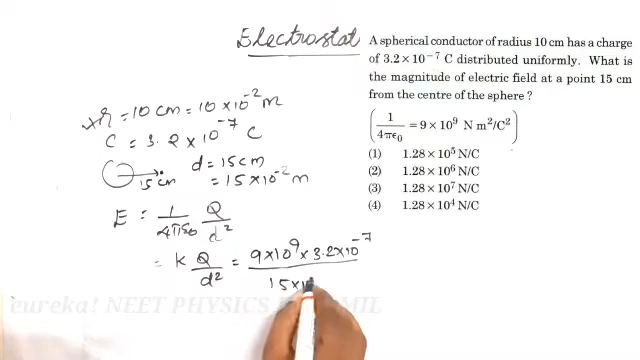 Electrostat
A spherical conductor of radius 10 cm has a charge
of 3.2 × 10⁻⁷ C distributed uniformly. What is
the magnitude of electric field at a point 15 cm
from the centre of the sphere ?
(1/4πϵ₀ = 9 × 10⁹ N m²/C²)
(1) 1.28 × 10⁵ N/C
(2) 1.28 × 10⁶ N/C
(3) 1.28 × 10⁷ N/C
(4) 1.28 × 10⁴ N/C
r = 10 cm = 10 × 10⁻² m
C = 3.2 × 10⁻⁷ C
15 cm
d = 15 cm
= 15 × 10⁻² m
E = 1/4πε₀ Q/d²
= K Q/d² = 9 × 10⁹ × 3.2 × 10⁻⁷ / 15 × 1
eureka! NEET PHYSICS IN TAMIL